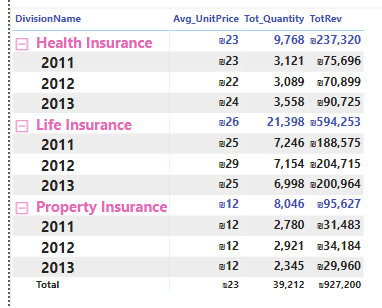 DivisionName Avg_UnitPrice Tot_Quantity TotRev
Health Insurance ₪23 9,768 ₪237,320
2011 ₪23 3,121 ₪75,696
2012 ₪22 3,089 ₪70,899
2013 ₪24 3,558 ₪90,725
Life Insurance ₪26 21,398 ₪594,253
2011 ₪25 7,246 ₪188,575
2012 ₪29 7,154 ₪204,715
2013 ₪25 6,998 ₪200,964
Property Insurance ₪12 8,046 ₪95,627
2011 ₪12 2,780 ₪31,483
2012 ₪12 2,921 ₪34,184
2013 ₪12 2,345 ₪29,960
Total ₪23 39,212 ₪927,200